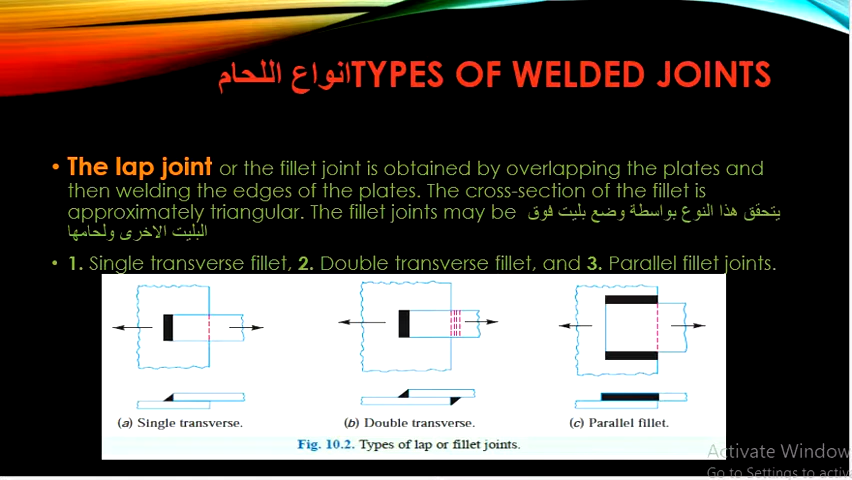 انواع اللحامTYPES OF WELDED JOINTS
• The lap joint or the fillet joint is obtained by overlapping the plates and
then welding the edges of the plates. The cross-section of the fillet is
approximately triangular. The fillet joints may be يتحقق هذا النوع بواسطة وضع بليت فوق
البليت الاخرى ولحامها
• 1. Single transverse fillet, 2. Double transverse fillet, and 3. Parallel fillet joints.
(a) Single transverse.
(b) Double transverse.
(c) Parallel fillet.
Fig. 10.2. Types of lap or fillet joints.
Activate Window
Go to Settings to activ